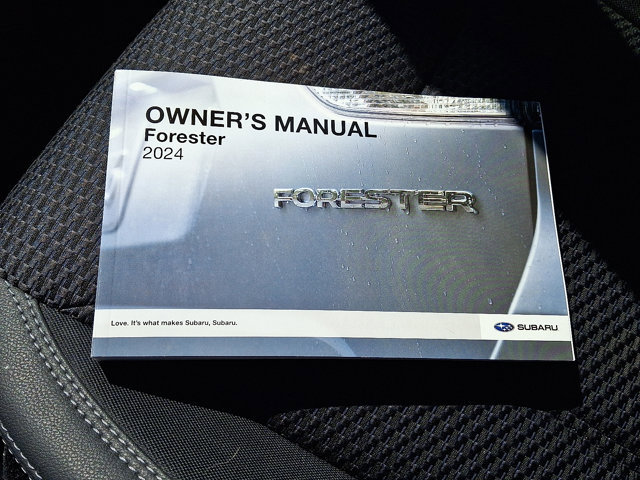 OWNER'S MANUAL
Forester
2024
FORESTER
Love. It's what makes Subaru, Subaru.
SUBARU